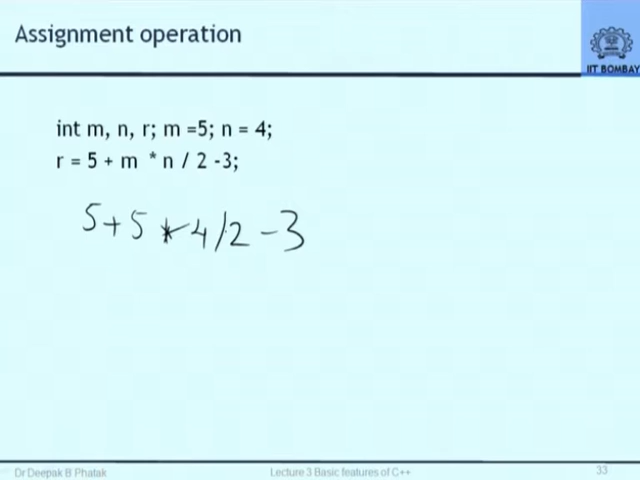 Assignment operation
IIT BOMBAY
int m, n, r; m =5; n = 4;
r = 5 + m * n / 2 -3;
5+5*4/2-3
Dr Deepak B Phatak
Lecture 3 Basic features of C++
33